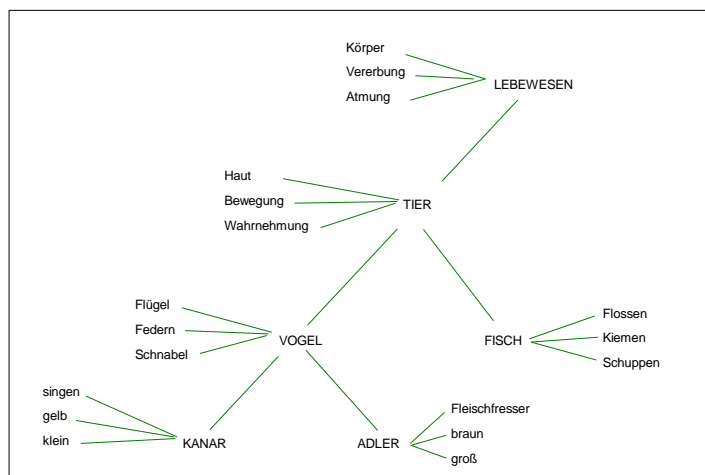 Körper
Vererbung
LEBEWESEN
Atmung
Haut
Bewegung
TIER
Wahrnehmung
Flügel
Federn
Schnabel
VOGEL
FISCH
Flossen
Kiemen
Schuppen
singen
gelb
klein
KANAR
ADLER
Fleischfresser
braun
groß